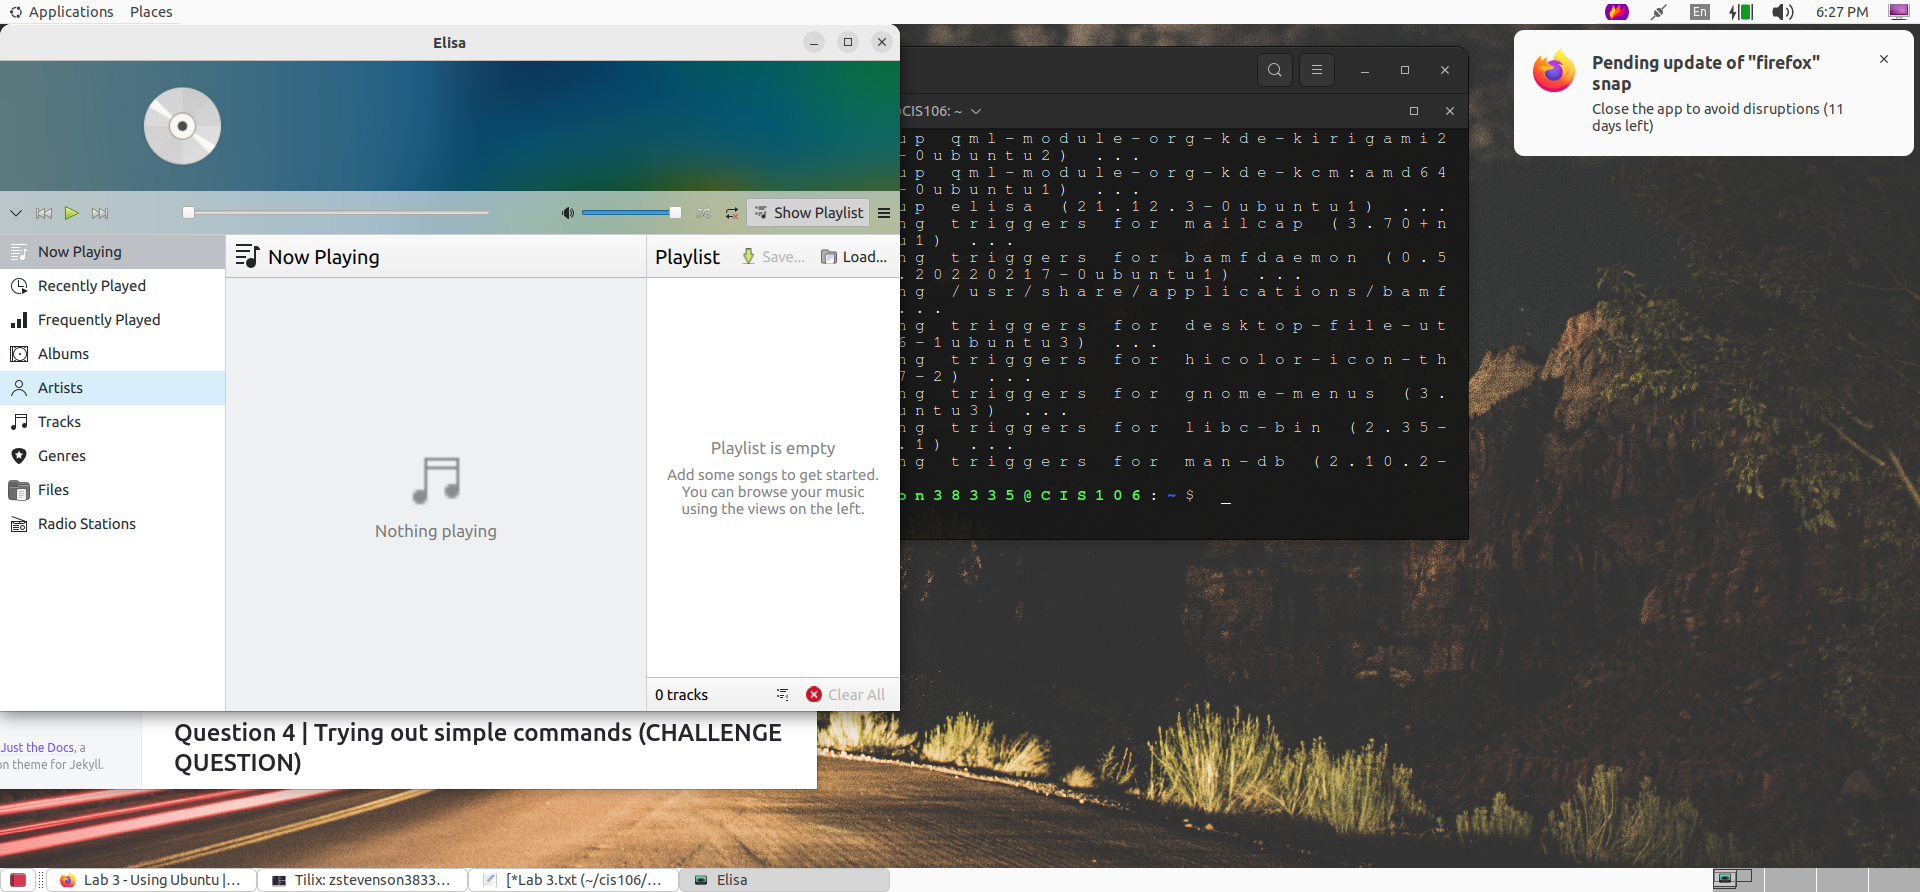 Applications Places
En
6:27 PM
Elisa
Show Playlist
Now Playing
Recently Played
Frequently Played
Albums
Artists
Tracks
Genres
Files
Radio Stations
Now Playing
Nothing playing
Playlist
Save...
Load...
Playlist is empty
Add some songs to get started.
You can browse your music
using the views on the left.
0 tracks
Clear All
CIS106: ~
up qml-module-org-kde-kirigami2
-0ubuntu2) ...
up qml-module-org-kde-kcm:amd64
-0ubuntu1) ...
up elisa (21.12.3-0ubuntu1) ...
ng triggers for mailcap (3.70+n
u1) ...
ng triggers for bamfdaemon (0.5
.20220217-0ubuntu1) ...
ng /usr/share/applications/bamf
...
ng triggers for desktop-file-ut
6-1ubuntu3) ...
ng triggers for hicolor-icon-th
7-2) ...
ng triggers for gnome-menus (3.
untu3) ...
ng triggers for libc-bin (2.35-
.1) ...
ng triggers for man-db (2.10.2-
on38335@CIS106:~$ _
Pending update of "firefox"
snap
Close the app to avoid disruptions (11
days left)
Just the Docs, a
on theme for Jekyll.
Question 4 | Trying out simple commands (CHALLENGE
QUESTION)
Lab 3 - Using Ubuntu |...
Tilix: zstevenson3833...
[*Lab 3.txt (~/cis106/...
Elisa